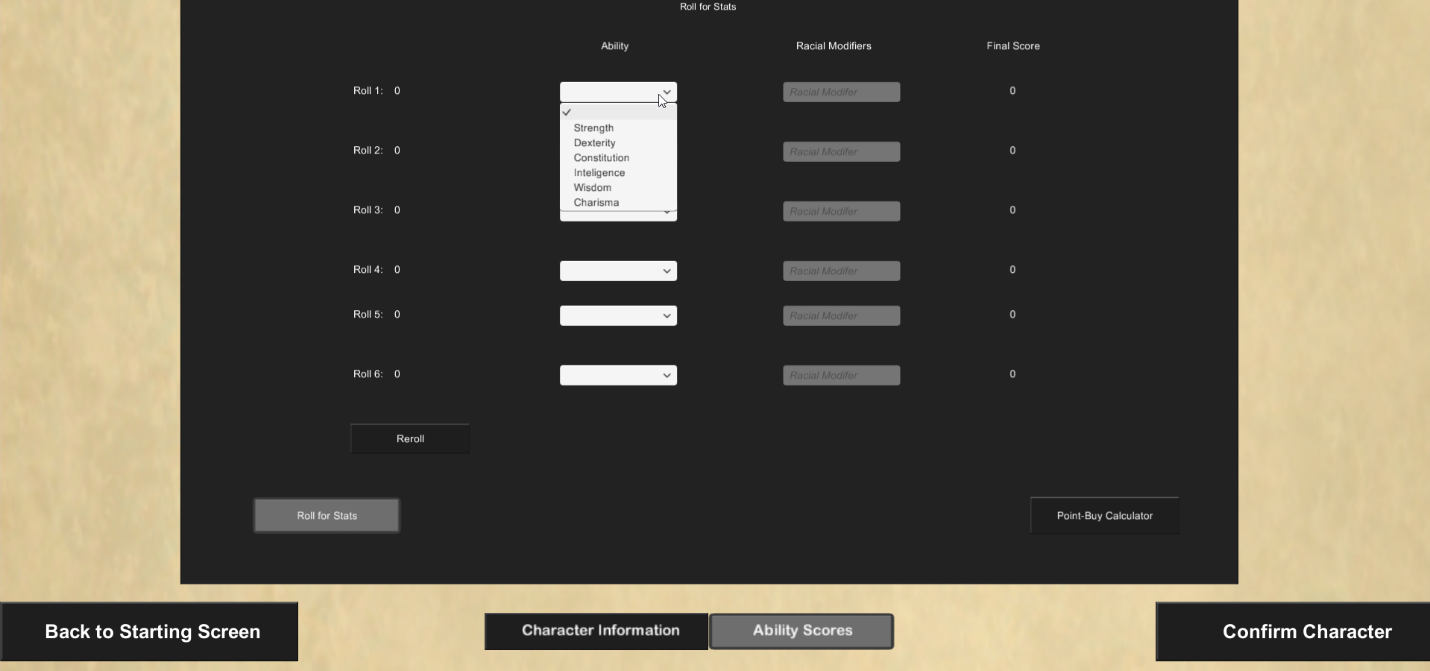 Roll for Stats
Ability Racial Modifiers Final Score
Roll 1: 0 Racial Modifer 0
Strength
Dexterity
Roll 2: 0 Racial Modifer 0
Constitution
Inteligence
Wisdom
Charisma
Roll 3: 0 Racial Modifer 0
Roll 4: 0 Racial Modifer 0
Roll 5: 0 Racial Modifer 0
Roll 6: 0 Racial Modifer 0
Reroll
Roll for Stats Point-Buy Calculator
Back to Starting Screen Character Information Ability Scores Confirm Character